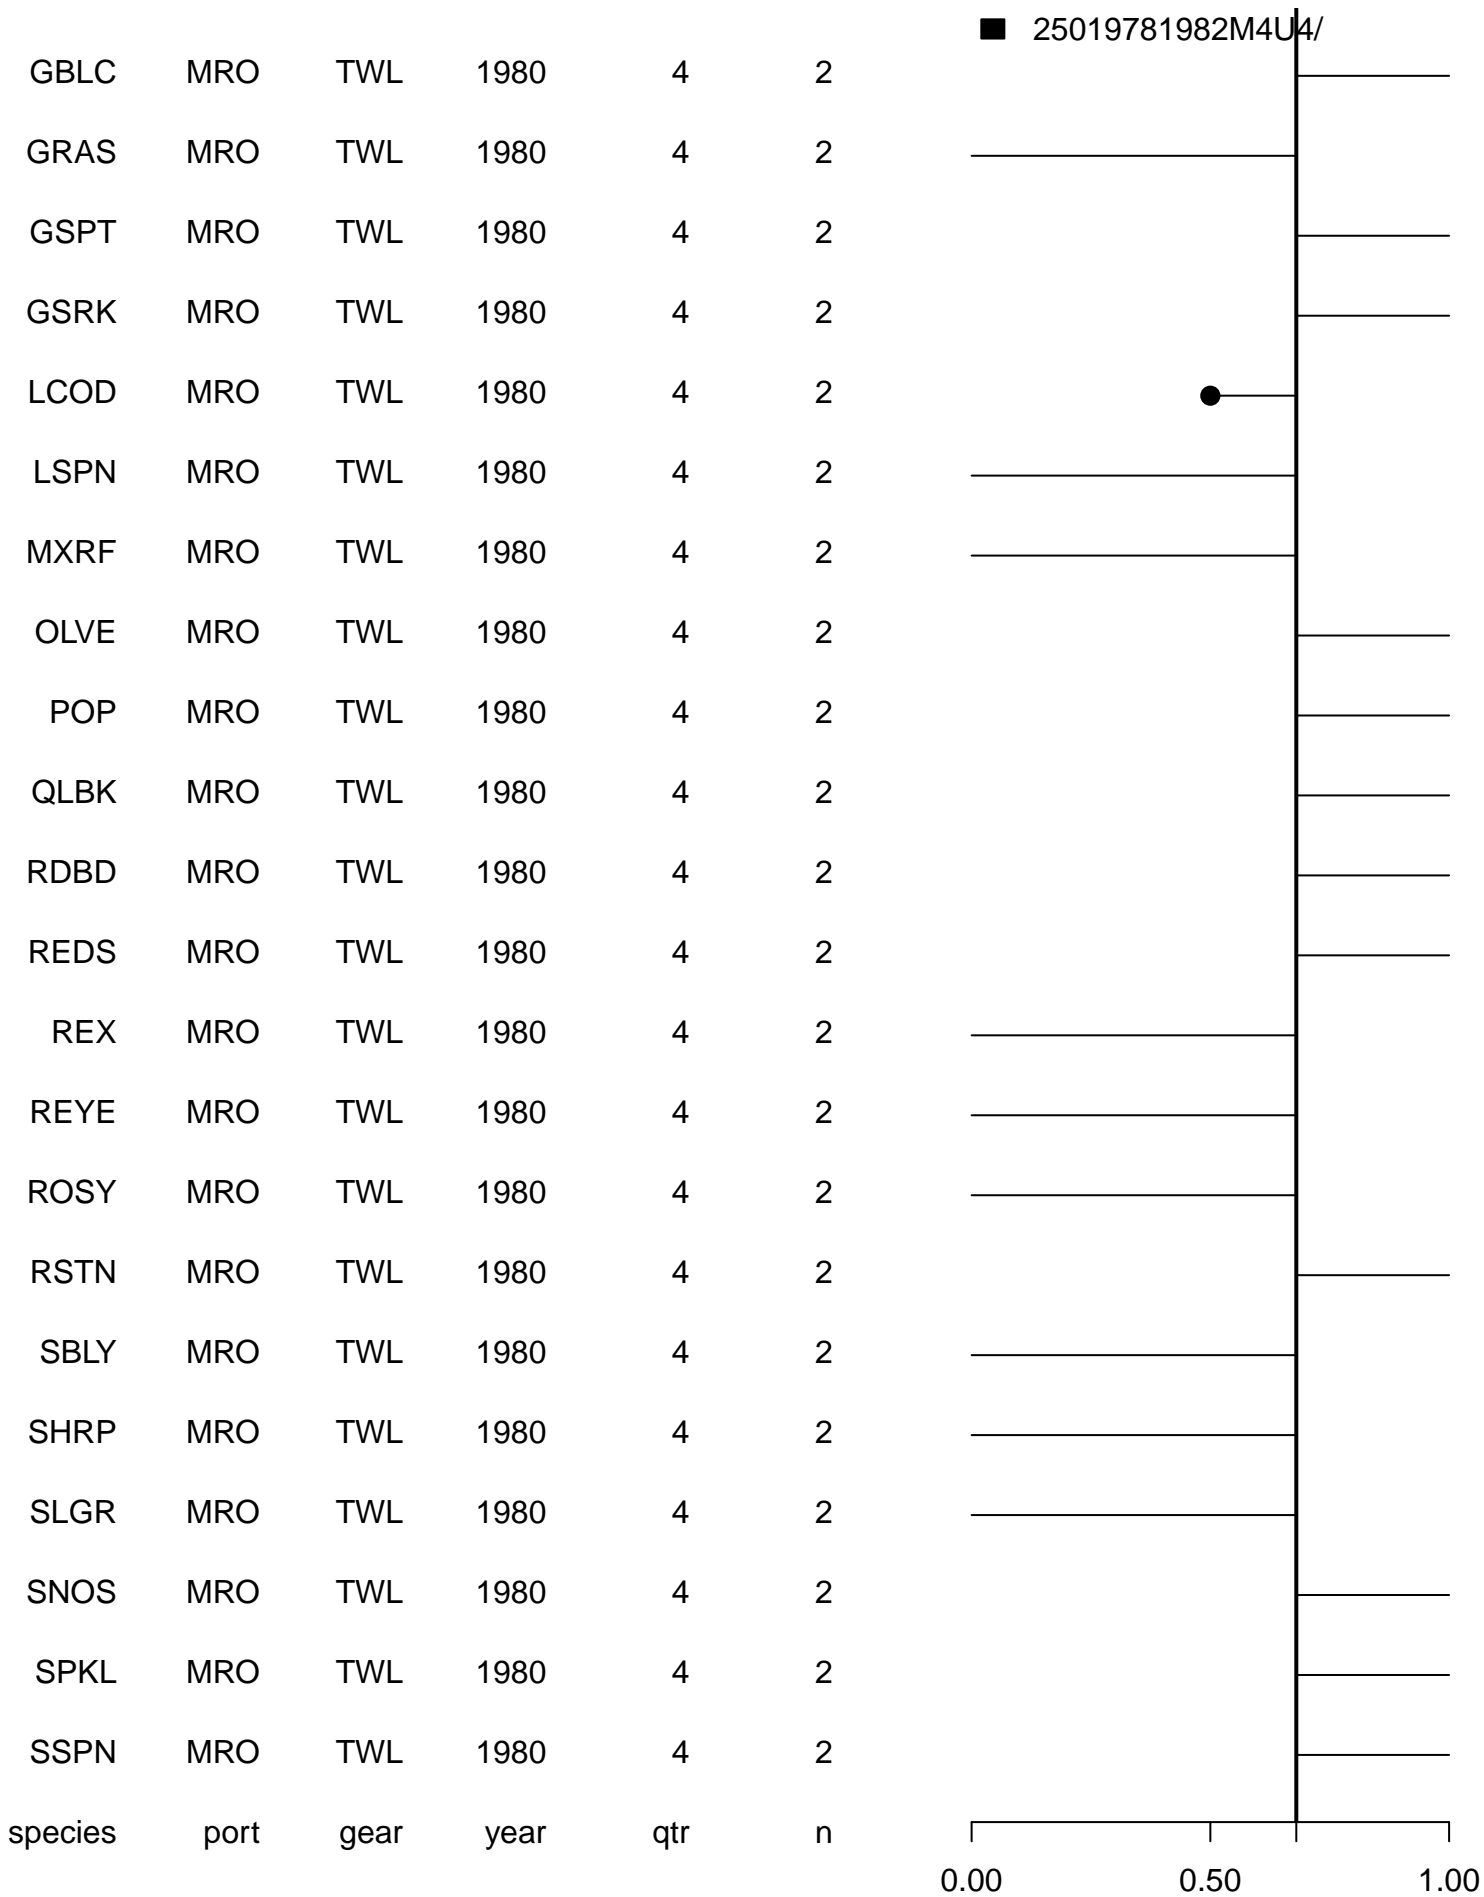 25019781982M4U4/
GBLC MRO TWL 1980 4 2
GRAS MRO TWL 1980 4 2
GSPT MRO TWL 1980 4 2
GSRK MRO TWL 1980 4 2
LCOD MRO TWL 1980 4 2
LSPN MRO TWL 1980 4 2
MXRF MRO TWL 1980 4 2
OLVE MRO TWL 1980 4 2
POP MRO TWL 1980 4 2
QLBK MRO TWL 1980 4 2
RDBD MRO TWL 1980 4 2
REDS MRO TWL 1980 4 2
REX MRO TWL 1980 4 2
REYE MRO TWL 1980 4 2
ROSY MRO TWL 1980 4 2
RSTN MRO TWL 1980 4 2
SBLY MRO TWL 1980 4 2
SHRP MRO TWL 1980 4 2
SLGR MRO TWL 1980 4 2
SNOS MRO TWL 1980 4 2
SPKL MRO TWL 1980 4 2
SSPN MRO TWL 1980 4 2
species port gear year qtr n
0.00 0.50 1.00